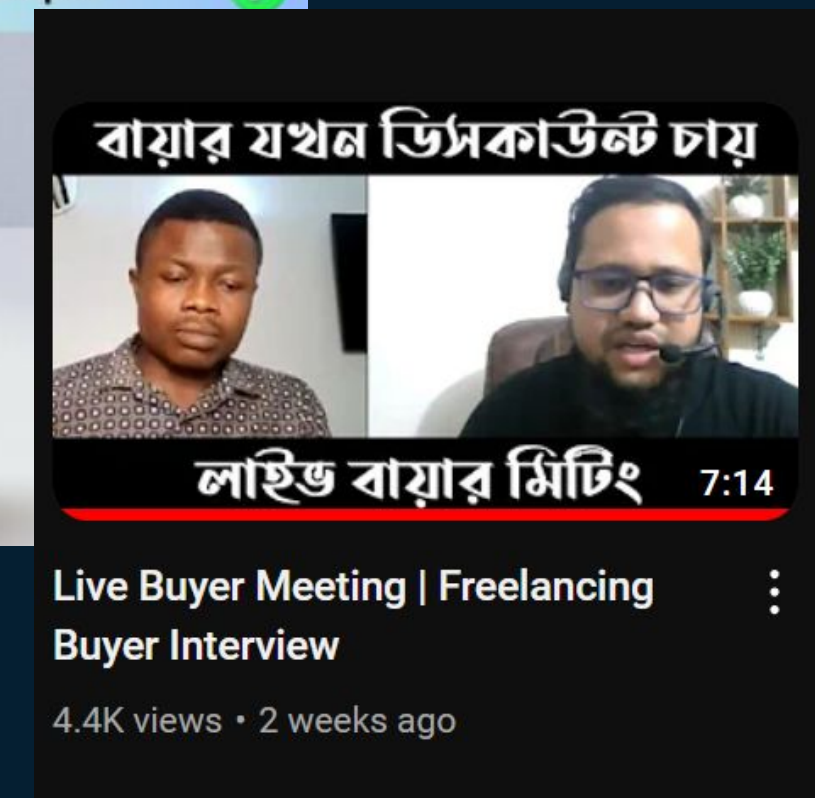 বায়ার যখন ডিসকাউন্ট চায়
লাইভ বায়ার মিটিং
7:14
Live Buyer Meeting | Freelancing
Buyer Interview
4.4K views • 2 weeks ago